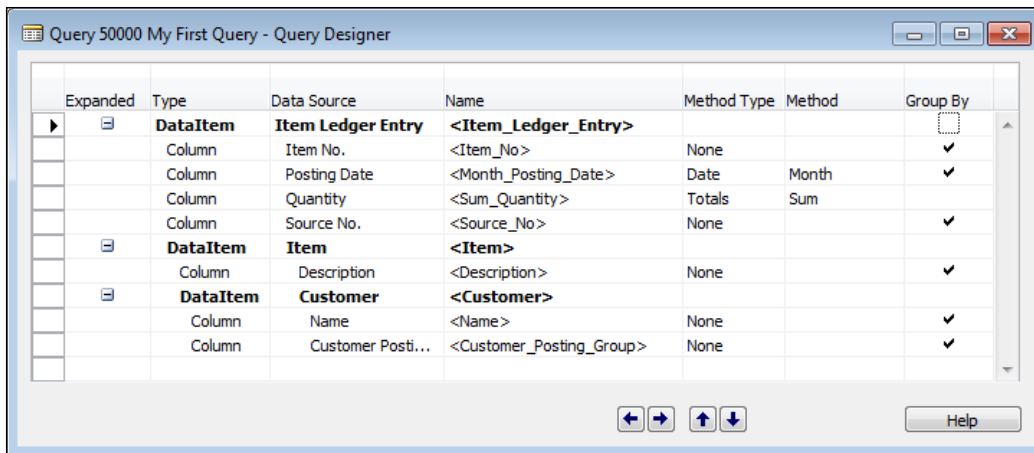 Query 50000 My First Query - Query Designer
Expanded Type Data Source Name Method Type Method Group By
DataItem Item Ledger Entry <Item_Ledger_Entry>
Column Item No. <Item_No> None
Column Posting Date <Month_Posting_Date> Date Month
Column Quantity <Sum_Quantity> Totals Sum
Column Source No. <Source_No> None
DataItem Item <Item>
Column Description <Description> None
DataItem Customer <Customer>
Column Name <Name> None
Column Customer Posti... <Customer_Posting_Group> None
Help